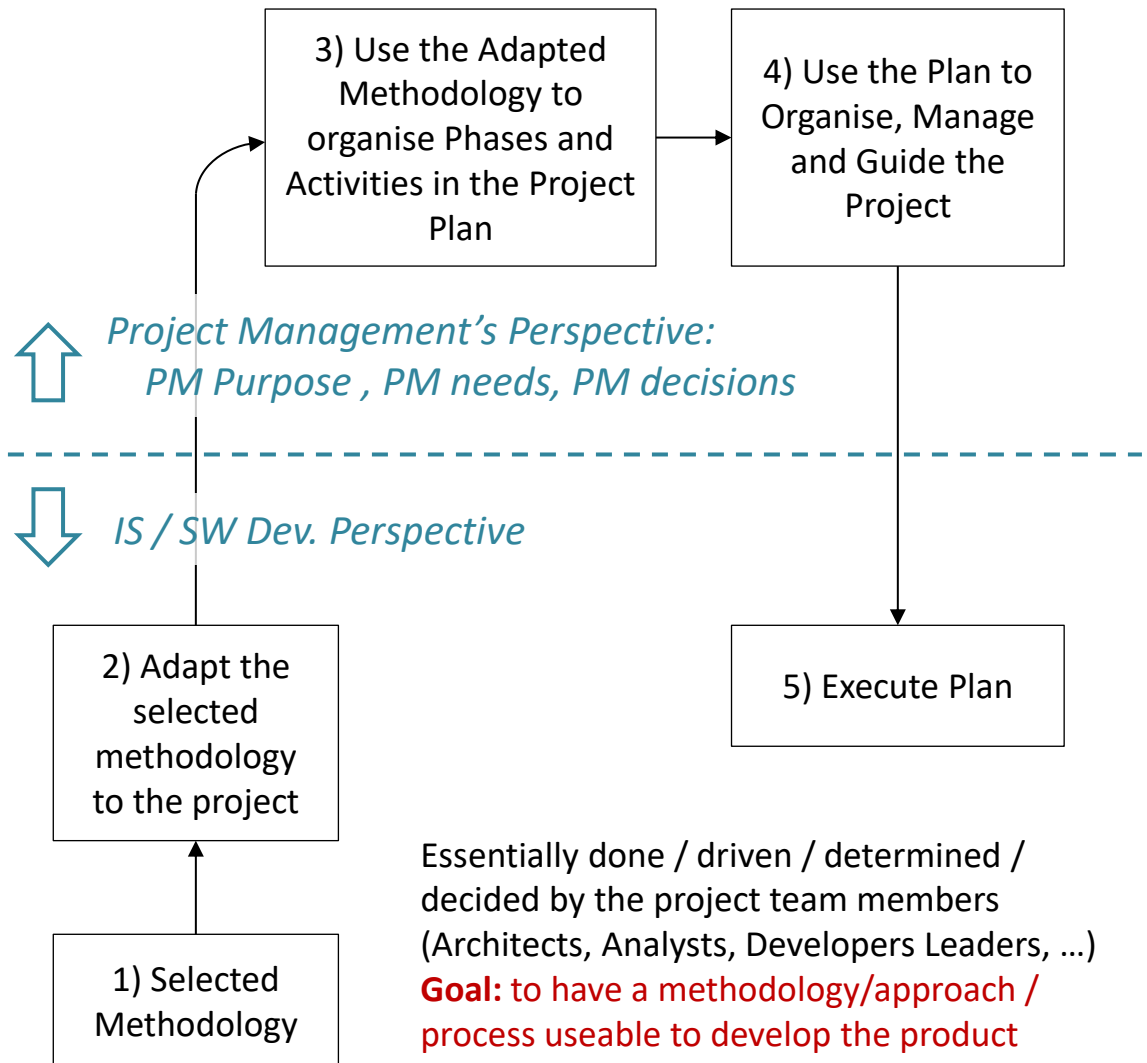 3) Use the Adapted
Methodology to
organise Phases and
Activities in the Project
Plan
4) Use the Plan to
Organise, Manage
and Guide the
Project
Project Management’s Perspective:
PM Purpose , PM needs, PM decisions
IS / SW Dev. Perspective
2) Adapt the
selected
methodology
to the project
5) Execute Plan
1) Selected
Methodology
Essentially done / driven / determined /
decided by the project team members
(Architects, Analysts, Developers Leaders, …)
Goal: to have a methodology/approach /
process useable to develop the product